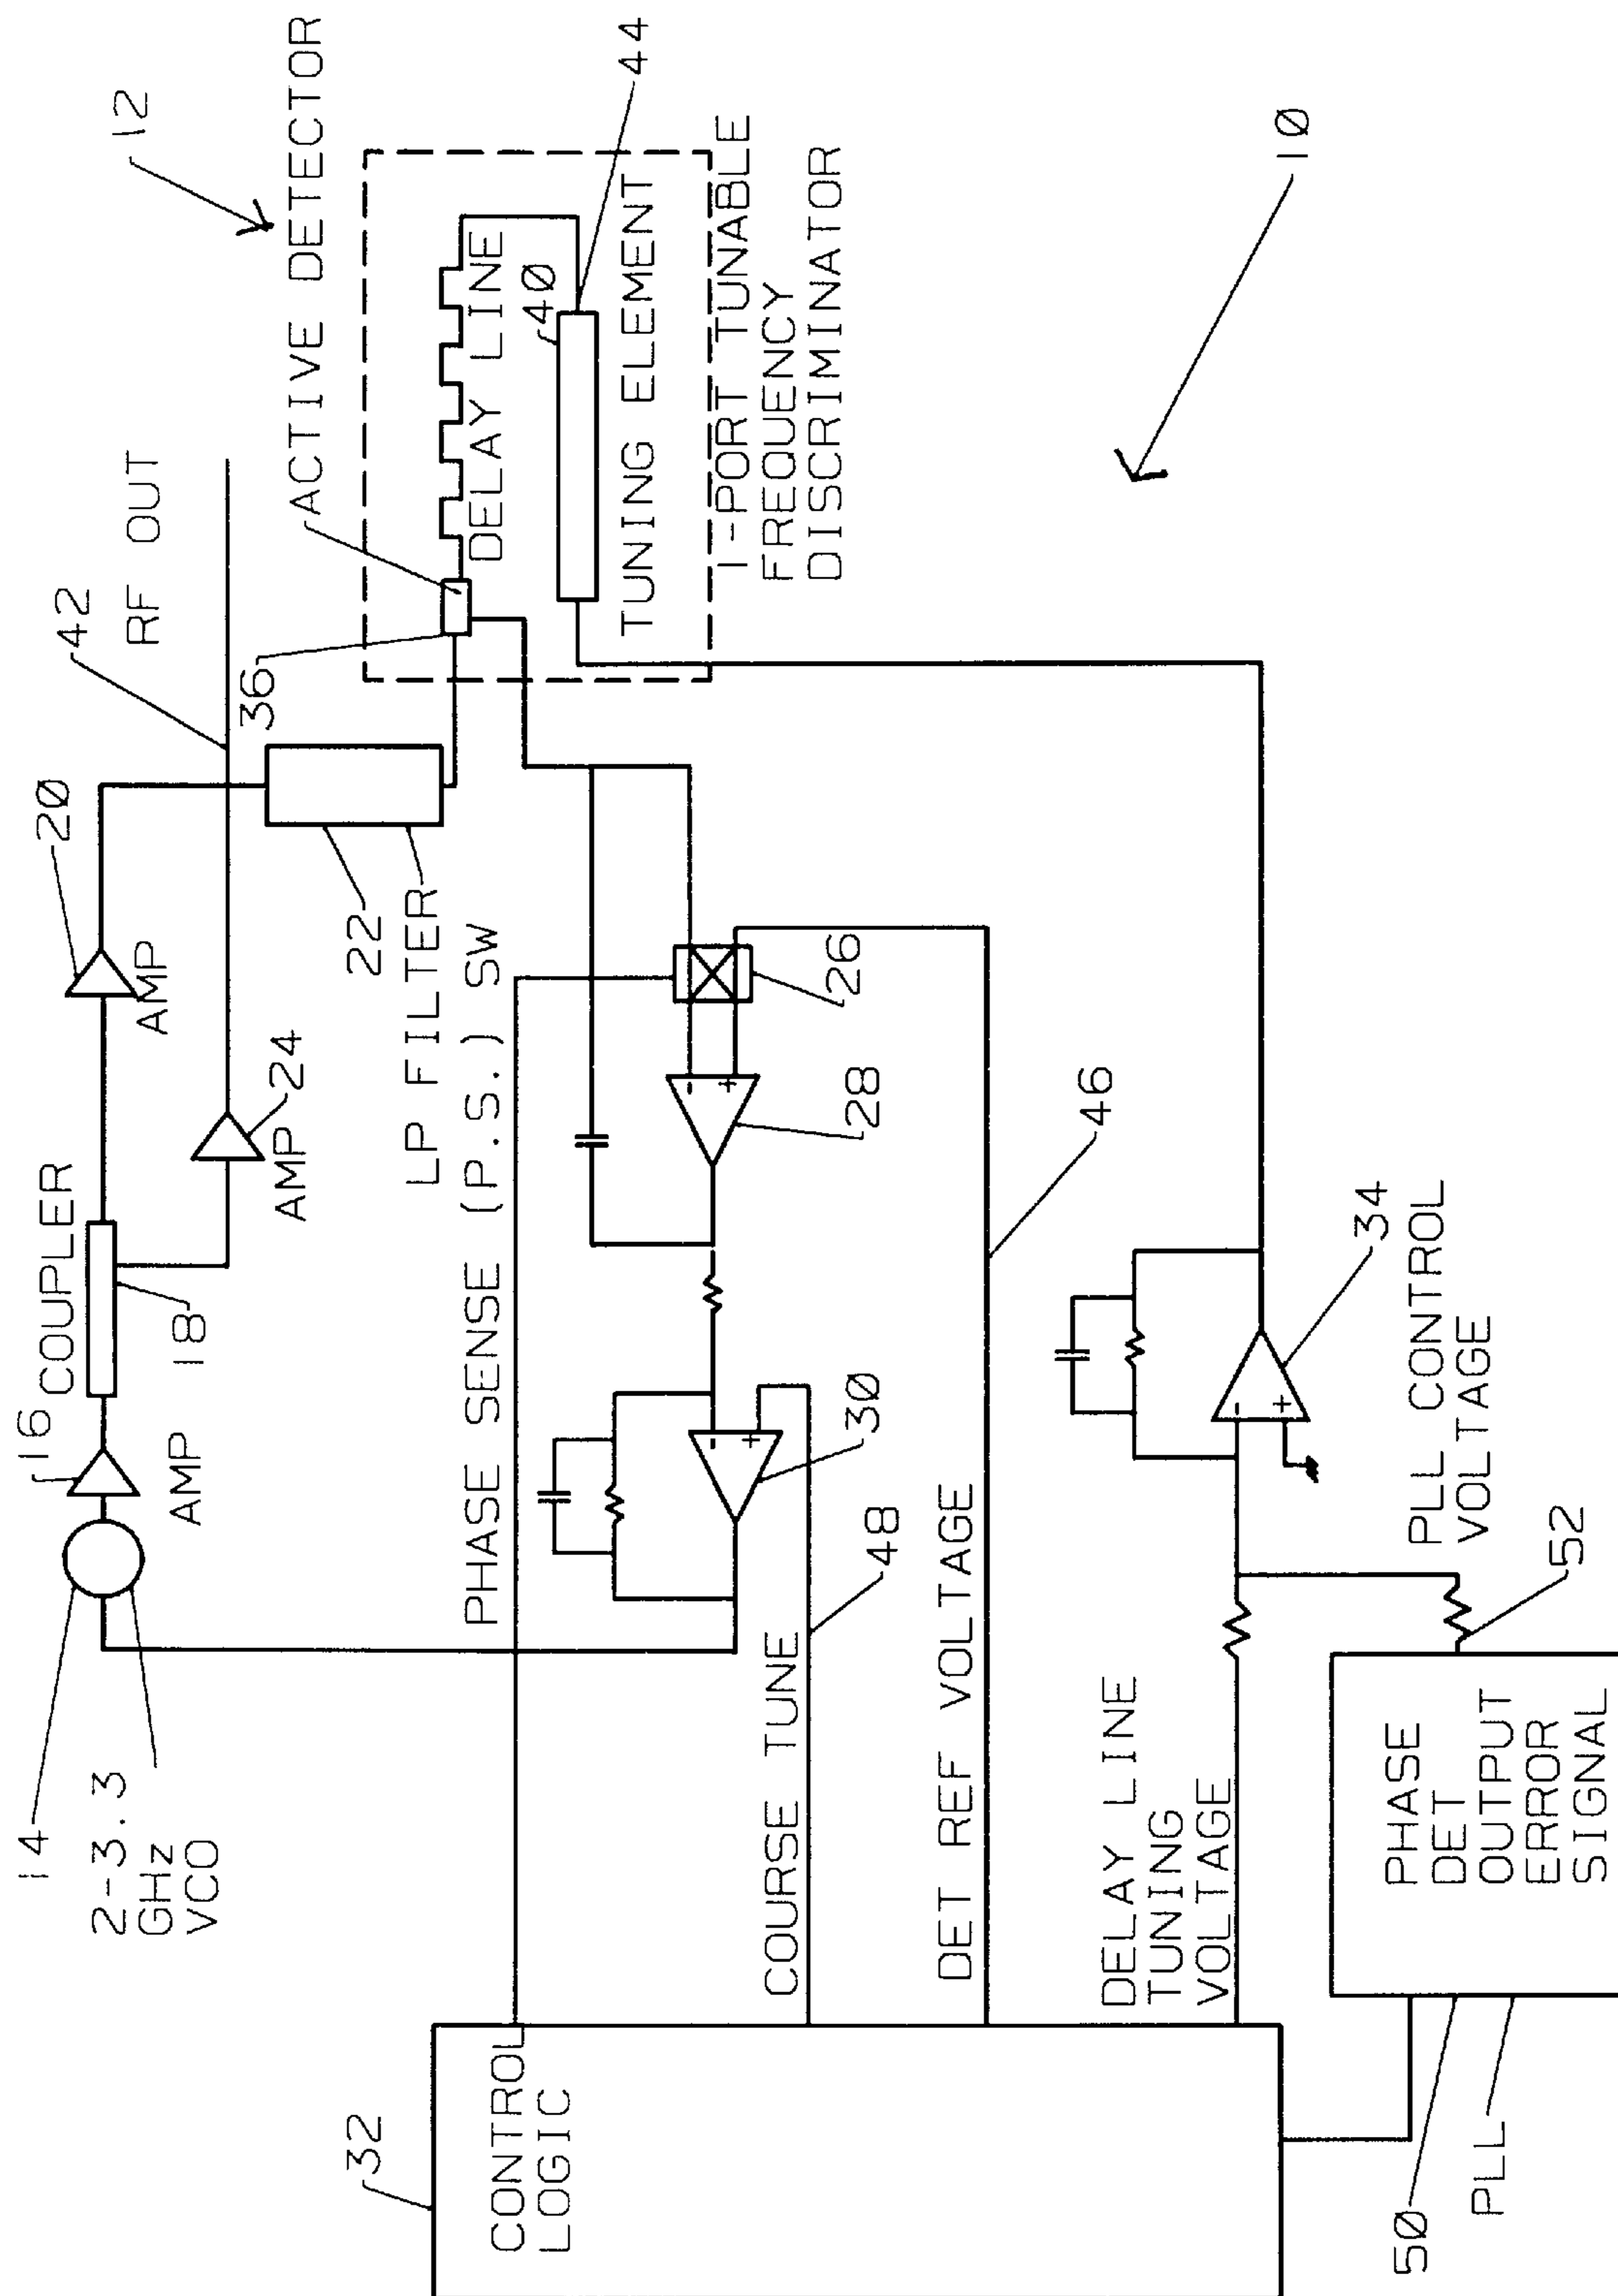 14
2-3.3
GHz
VCO
16
AMP
COUPLER
18
20
AMP
24
AMP
42
RF OUT
22
LP FILTER
36
12
ACTIVE DETECTOR
DELAY LINE
40
44
TUNING ELEMENT
1-PORT TUNABLE
FREQUENCY
DISCRIMINATOR
10
PHASE SENSE (P.S.) SW
26
28
30
32
CONTROL
LOGIC
COURSE TUNE
48
DET REF VOLTAGE
46
DELAY LINE
TUNING
VOLTAGE
34
PLL CONTROL
VOLTAGE
52
PHASE
DET
OUTPUT
ERROR
SIGNAL
50
PLL